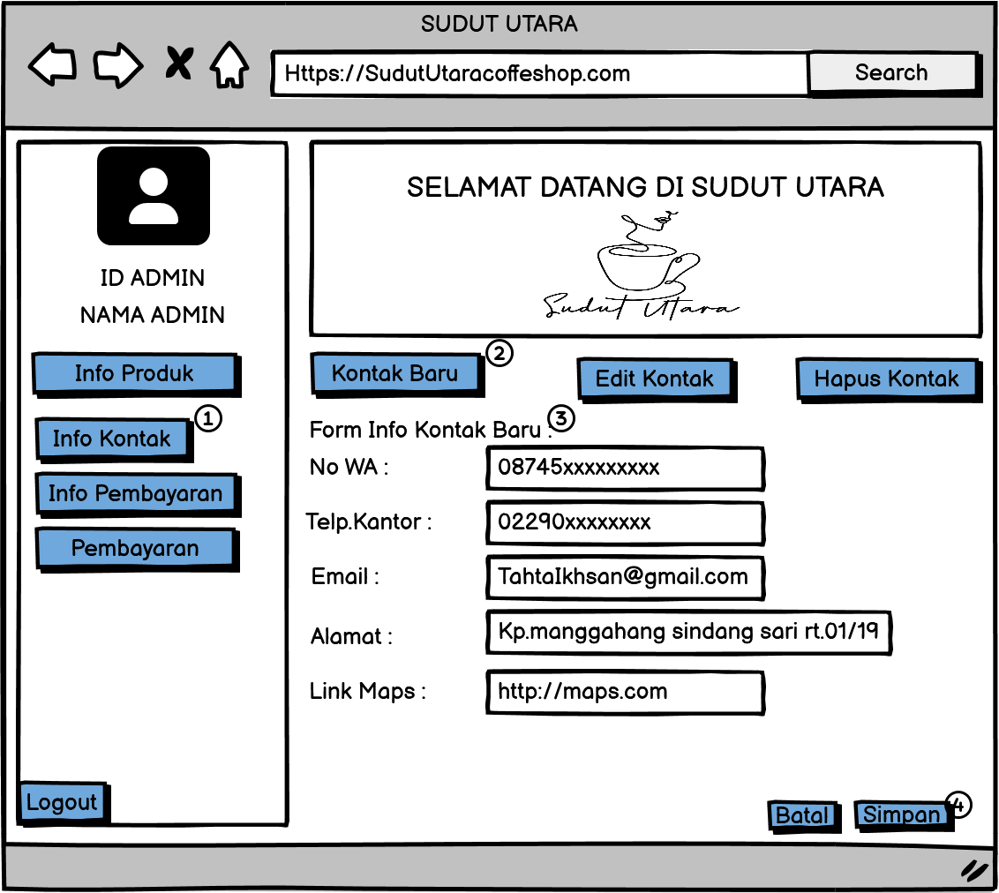 SUDUT UTARA
Https://SudutUtaracoffeshop.com
Search
ID ADMIN
NAMA ADMIN
Info Produk
Info Kontak
1
Info Pembayaran
Pembayaran
Logout
SELAMAT DATANG DI SUDUT UTARA
Sudut Utara
Kontak Baru
2
Edit Kontak
Hapus Kontak
Form Info Kontak Baru :
3
No WA :
08745xxxxxxxxx
Telp.Kantor :
02290xxxxxxxx
Email :
TahtaIkhsan@gmail.com
Alamat :
Kp.manggahang sindang sari rt.01/19
Link Maps :
http://maps.com
Batal
Simpan
4